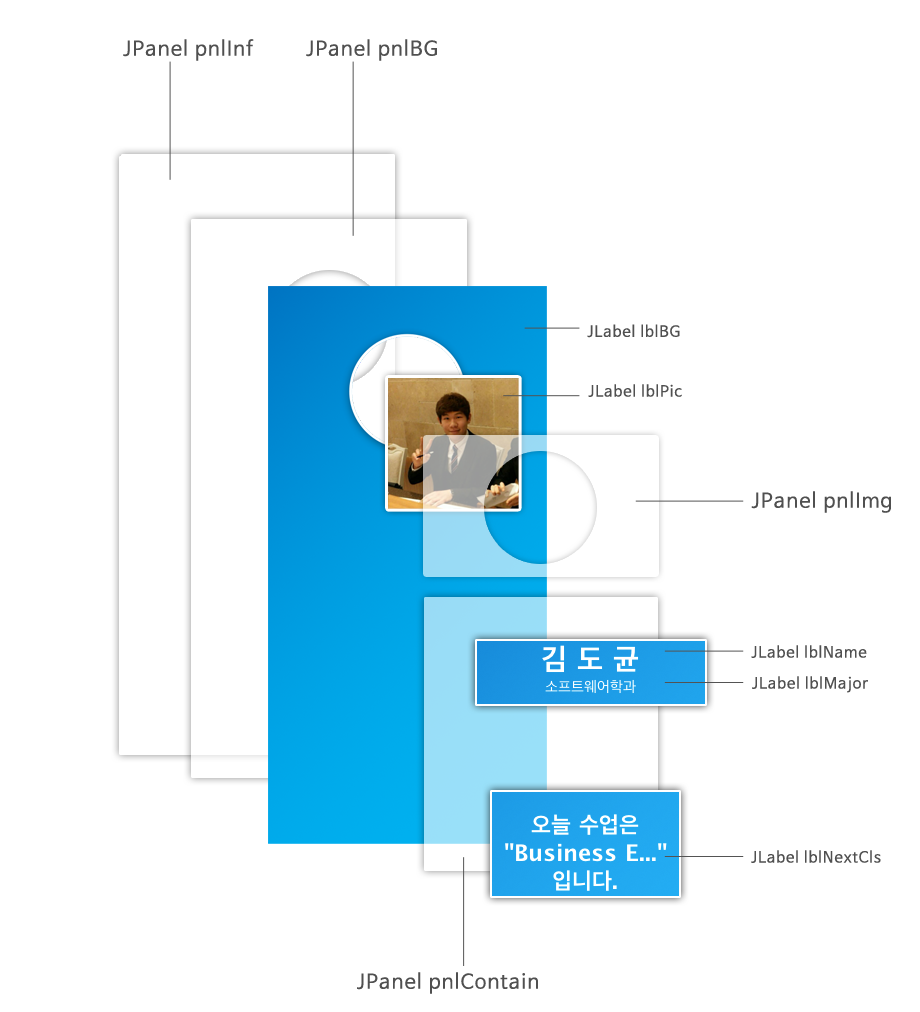 JPanel pnlInf
JPanel pnlBG
JLabel lblBG
JLabel lblPic
JPanel pnlImg
김 도 균
소프트웨어학과
JLabel lblName
JLabel lblMajor
오늘 수업은
"Business E..."
입니다.
JLabel lblNextCls
JPanel pnlContain